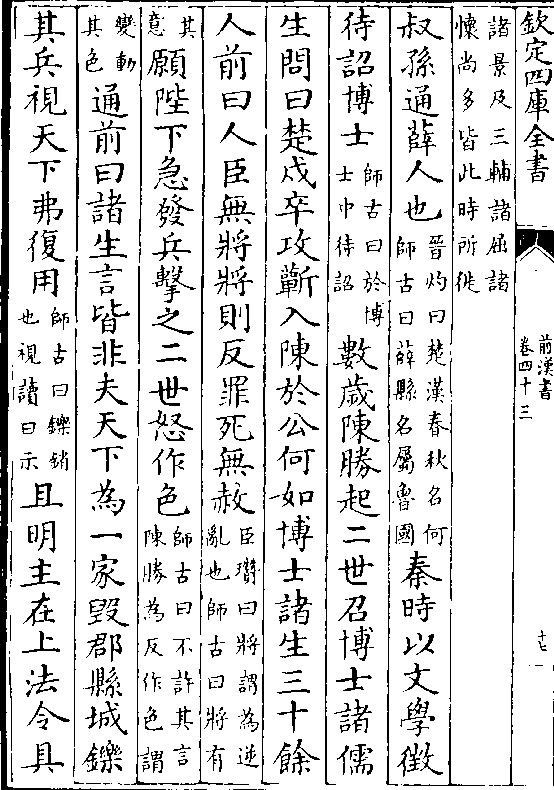 欽定四庫全書
前漢書
卷四十三
十七
諸景及三輔諸屈諸
懷尚多皆此時所徙
叔孫通薛人也晉灼曰楚漢春秋名何師古曰薛縣名屬魯國秦時以文學徵
待詔博士師古曰於博士中待詔數歲陳勝起二世召博士諸儒
生問曰楚戍卒攻蘄入陳於公何如博士諸生三十餘
人前曰人臣無將將則反罪死無赦臣瓚曰將謂為逆亂也師古曰將有
其意願陛下急發兵擊之二世怒作色師古曰不許其言陳勝為反作色謂
變動其色通前曰諸生言皆非夫天下為一家毀郡縣城鑠
其兵視天下弗復用師古曰鑠銷也視讀曰示且明主在上法令具